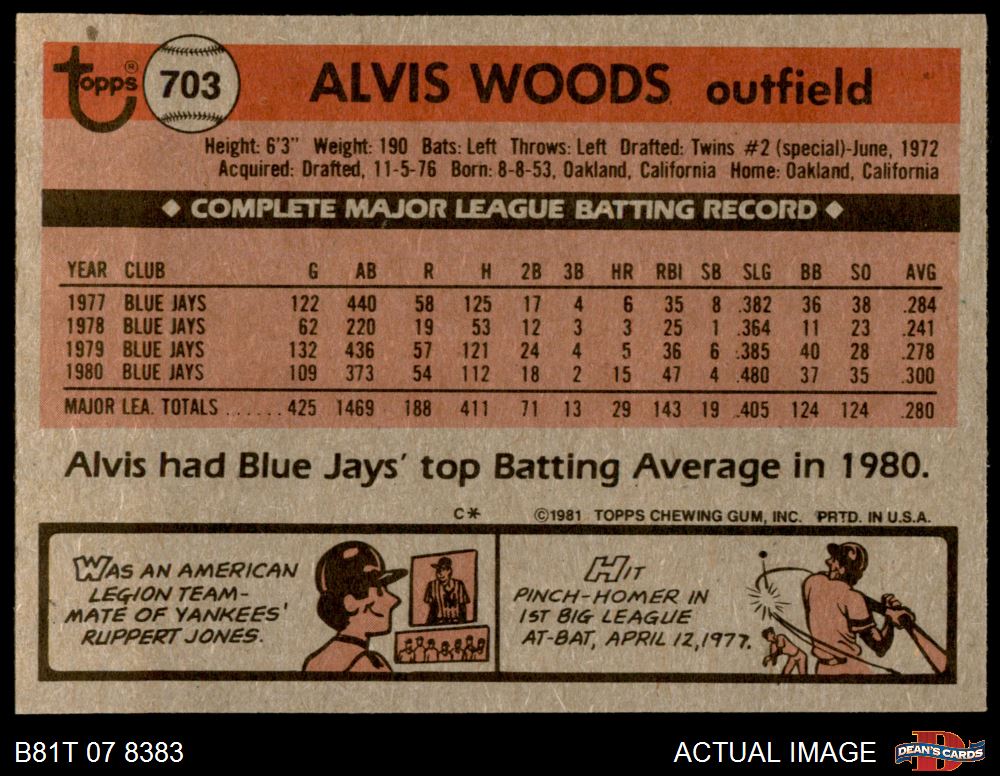 topps®
703
ALVIS WOODS outfield
Height: 6'3" Weight: 190 Bats: Left Throws: Left Drafted: Twins #2 (special)-June, 1972
Acquired: Drafted, 11-5-76 Born: 8-8-53, Oakland, California Home: Oakland, California
◆ COMPLETE MAJOR LEAGUE BATTING RECORD ◆
YEAR CLUB G AB R H 2B 3B HR RBI SB SLG BB SO AVG
1977 BLUE JAYS 122 440 58 125 17 4 6 35 8 .382 36 38 .284
1978 BLUE JAYS 62 220 19 53 12 3 3 25 1 .364 11 23 .241
1979 BLUE JAYS 132 436 57 121 24 4 5 36 6 .385 40 28 .278
1980 BLUE JAYS 109 373 54 112 18 2 15 47 4 .480 37 35 .300
MAJOR LEA. TOTALS ...... 425 1469 188 411 71 13 29 143 19 .405 124 124 .280
Alvis had Blue Jays' top Batting Average in 1980.
C* ©1981 TOPPS CHEWING GUM, INC. PRTD. IN U.S.A.
WAS AN AMERICAN
LEGION TEAM-
MATE OF YANKEES'
RUPPERT JONES.
HIT
PINCH-HOMER IN
1ST BIG LEAGUE
AT-BAT, APRIL 12, 1977.
B81T 07 8383
ACTUAL IMAGE
D
DEAN'S CARDS